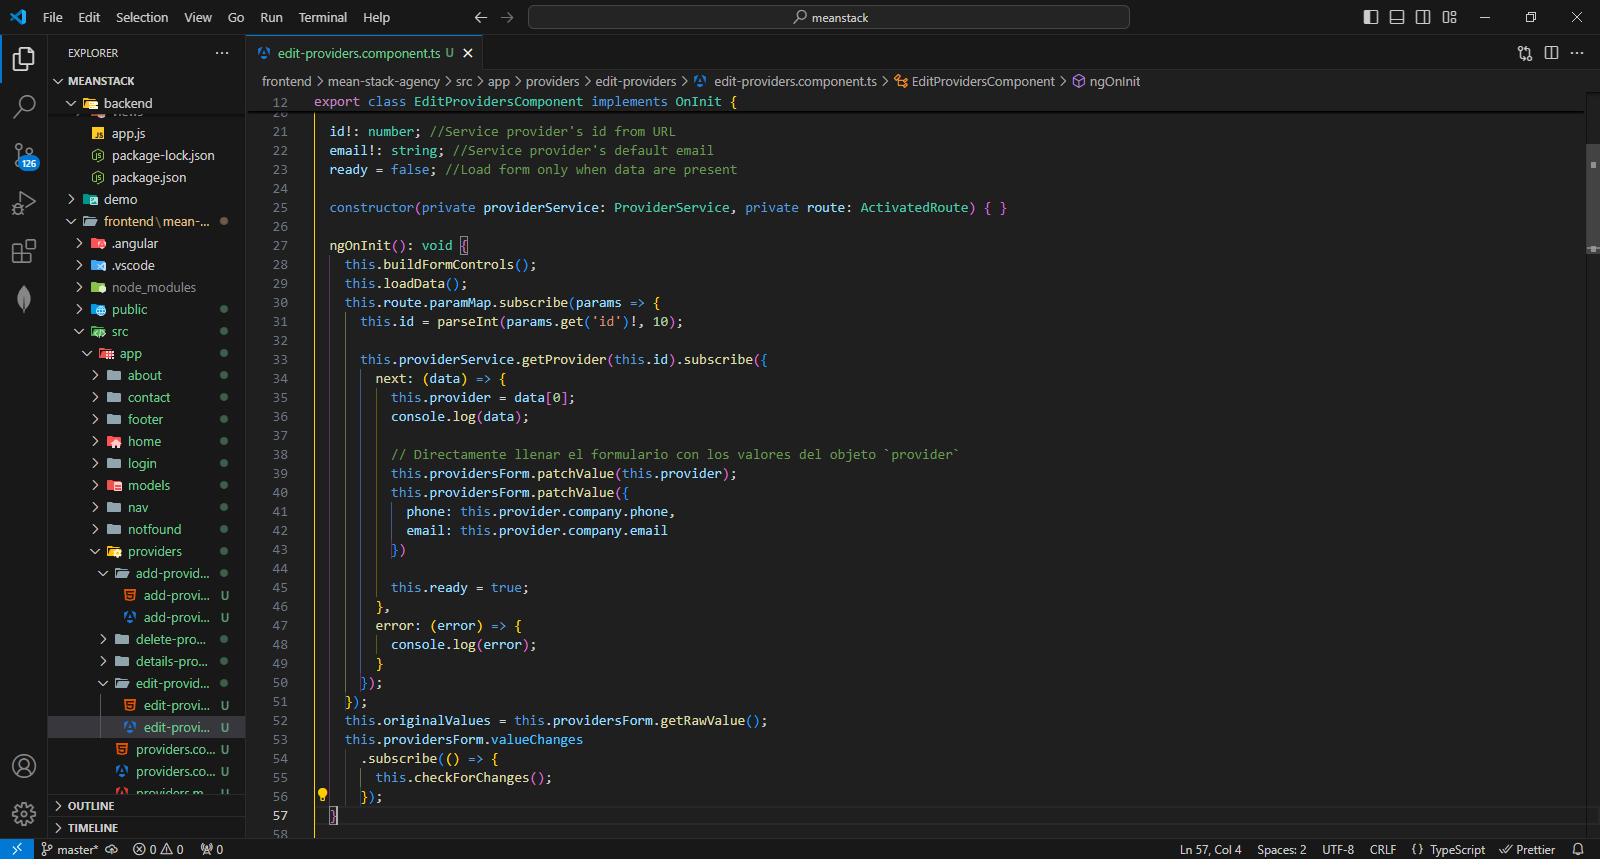 File Edit Selection View Go Run Terminal Help
meanstack
EXPLORER
MEANSTACK
backend
views
JS app.js
package-lock.json
package.json
demo
frontend\mean-...
.angular
.vscode
node_modules
public
src
app
about
contact
footer
home
login
models
nav
notfound
providers
add-provid...
add-provi... U
add-provi... U
delete-pro...
details-pro...
edit-provid...
edit-provi... U
edit-provi... U
providers.co... U
providers.co... U
providers.m...
OUTLINE
TIMELINE
126
edit-providers.component.ts U
frontend > mean-stack-agency > src > app > providers > edit-providers > edit-providers.component.ts > EditProvidersComponent > ngOnInit
12 export class EditProvidersComponent implements OnInit {
20
21 id!: number; //Service provider's id from URL
22 email!: string; //Service provider's default email
23 ready = false; //Load form only when data are present
24
25 constructor(private providerService: ProviderService, private route: ActivatedRoute) { }
26
27 ngOnInit(): void {
28 this.buildFormControls();
29 this.loadData();
30 this.route.paramMap.subscribe(params => {
31 this.id = parseInt(params.get('id')!, 10);
32
33 this.providerService.getProvider(this.id).subscribe({
34 next: (data) => {
35 this.provider = data[0];
36 console.log(data);
37
38 // Directamente llenar el formulario con los valores del objeto `provider`
39 this.providersForm.patchValue(this.provider);
40 this.providersForm.patchValue({
41 phone: this.provider.company.phone,
42 email: this.provider.company.email
43 })
44
45 this.ready = true;
46 },
47 error: (error) => {
48 console.log(error);
49 }
50 });
51 });
52 this.originalValues = this.providersForm.getRawValue();
53 this.providersForm.valueChanges
54 .subscribe(() => {
55 this.checkForChanges();
56 });
57 }
58
master* 0 0 0
Ln 57, Col 4 Spaces: 2 UTF-8 CRLF {} TypeScript Prettier